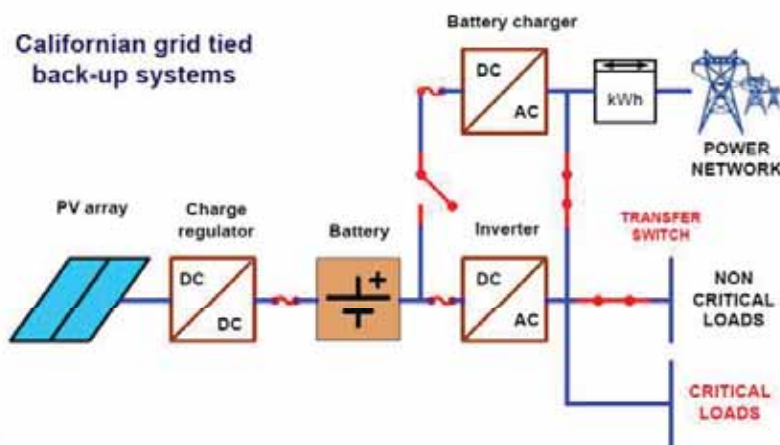 Californian grid tied
back-up systems
Battery charger
DC
AC
kWh
POWER
NETWORK
PV array
Charge
regulator
Battery
Inverter
TRANSFER
SWITCH
DC
DC
+
DC
AC
NON
CRITICAL
LOADS
CRITICAL
LOADS